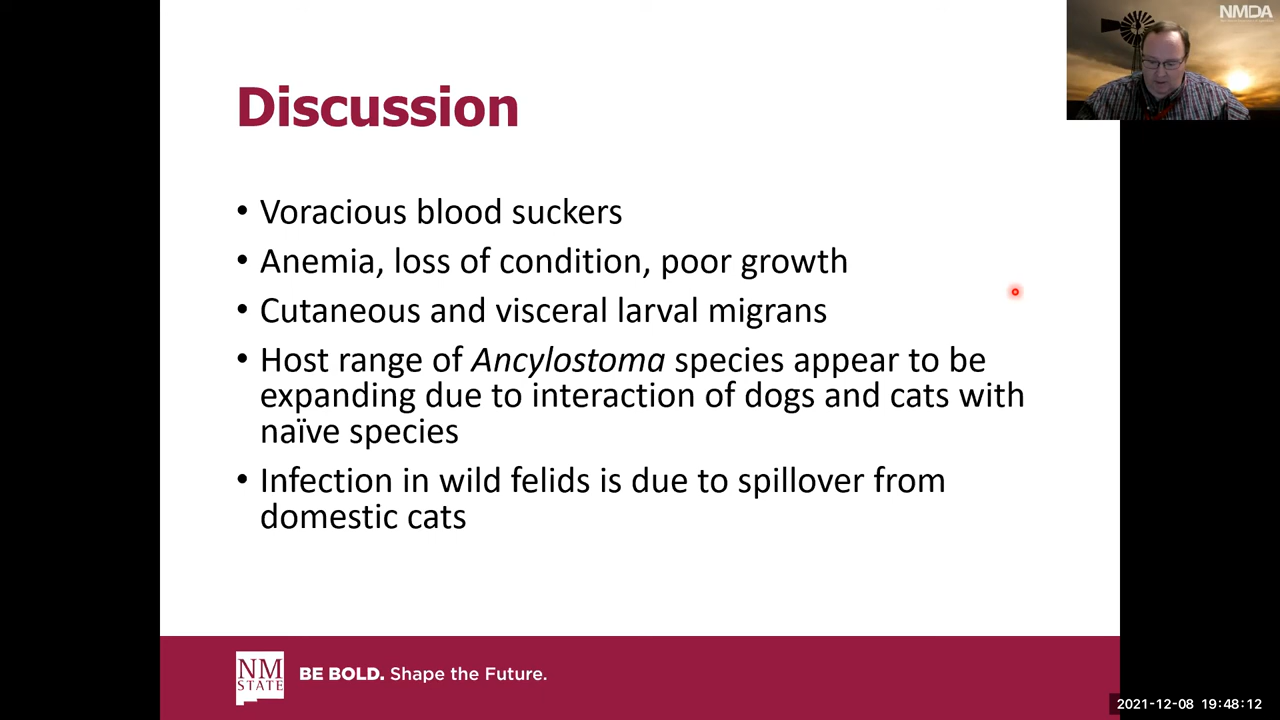 NMDA
Discussion
• Voracious blood suckers
• Anemia, loss of condition, poor growth
• Cutaneous and visceral larval migrans
• Host range of Ancylostoma species appear to be
expanding due to interaction of dogs and cats with
naïve species
• Infection in wild felids is due to spillover from
domestic cats
NM
STATE
BE BOLD. Shape the Future.
2021-12-08 19:48:12